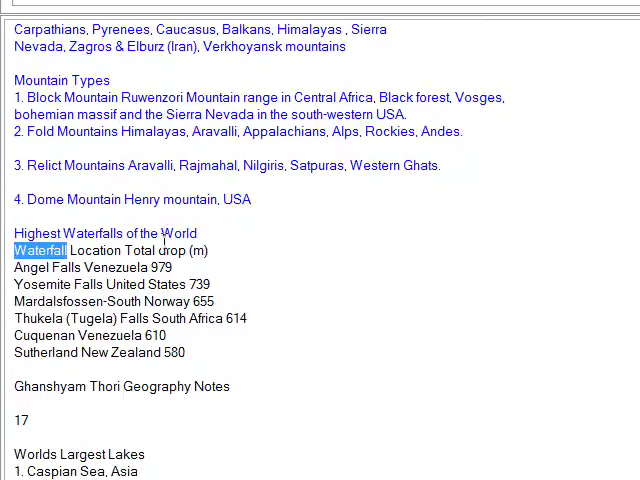 Carpathians, Pyrenees, Caucasus, Balkans, Himalayas , Sierra
Nevada, Zagros & Elburz (Iran), Verkhoyansk mountains
Mountain Types
1. Block Mountain Ruwenzori Mountain range in Central Africa, Black forest, Vosges,
bohemian massif and the Sierra Nevada in the south-western USA.
2. Fold Mountains Himalayas, Aravalli, Appalachians, Alps, Rockies, Andes.
3. Relict Mountains Aravalli, Rajmahal, Nilgiris, Satpuras, Western Ghats.
4. Dome Mountain Henry mountain, USA
Highest Waterfalls of the World
Waterfall Location Total drop (m)
Angel Falls Venezuela 979
Yosemite Falls United States 739
Mardalsfossen-South Norway 655
Thukela (Tugela) Falls South Africa 614
Cuquenan Venezuela 610
Sutherland New Zealand 580
Ghanshyam Thori Geography Notes
17
Worlds Largest Lakes
1. Caspian Sea, Asia